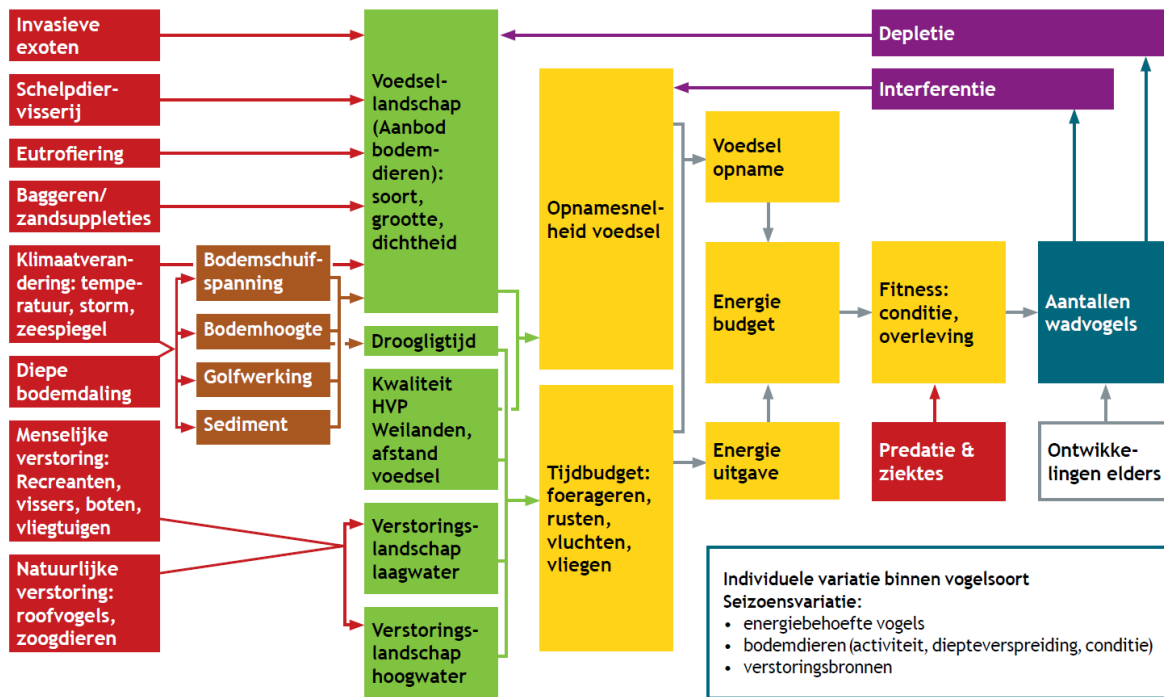 Invasieve
exoten
Schelpdier-
visserij
Eutrofiering
Baggeren/
zandsuppleties
Klimaatveran-
dering: tempe-
ratuur, storm,
zeespiegel
Diepe
bodemdaling
Menselijke
verstoring:
Recreanten,
vissers, boten,
vliegtuigen
Natuurlijke
verstoring:
roofvogels,
zoogdieren
Bodemschuif-
spanning
Bodemhoogte
Golfwerking
Sediment
Voedsel-
landschap
(Aanbod
bodem-
dieren):
soort,
grootte,
dichtheid
Droogligtijd
Kwaliteit
HVP
Weilanden,
afstand
voedsel
Verstorings-
landschap
laagwater
Verstorings-
landschap
hoogwater
Opnamesnel-
heid voedsel
Tijdbudget:
foerageren,
rusten,
vluchten,
vliegen
Voedsel
opname
Energie
budget
Energie
uitgave
Depletie
Interferentie
Fitness:
conditie,
overleving
Predatie &
ziektes
Aantallen
wadvogels
Ontwikke-
lingen elders
Individuele variatie binnen vogelsoort
Seizoensvariatie:
• energiebehoefte vogels
• bodemdieren (activiteit, diepteverspreiding, conditie)
• verstoringsbronnen